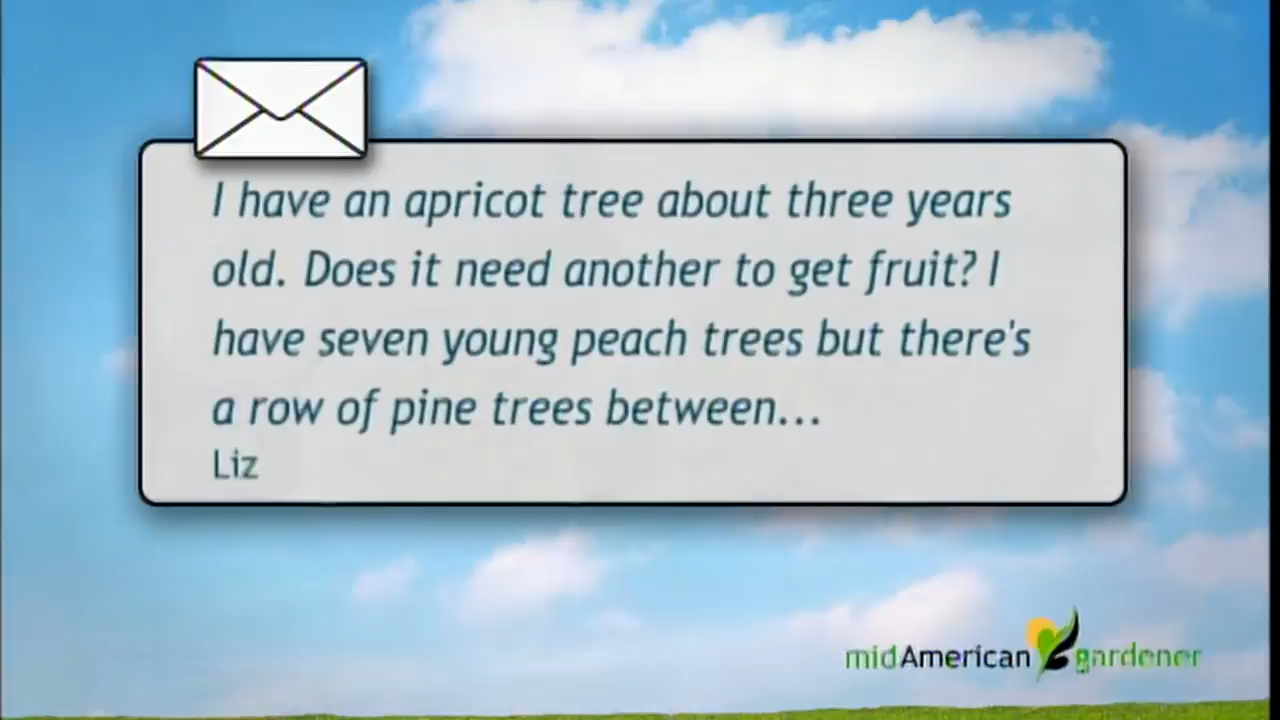 I have an apricot tree about three years
old. Does it need another to get fruit? I
have seven young peach trees but there's
a row of pine trees between...
Liz
midAmerican gardener